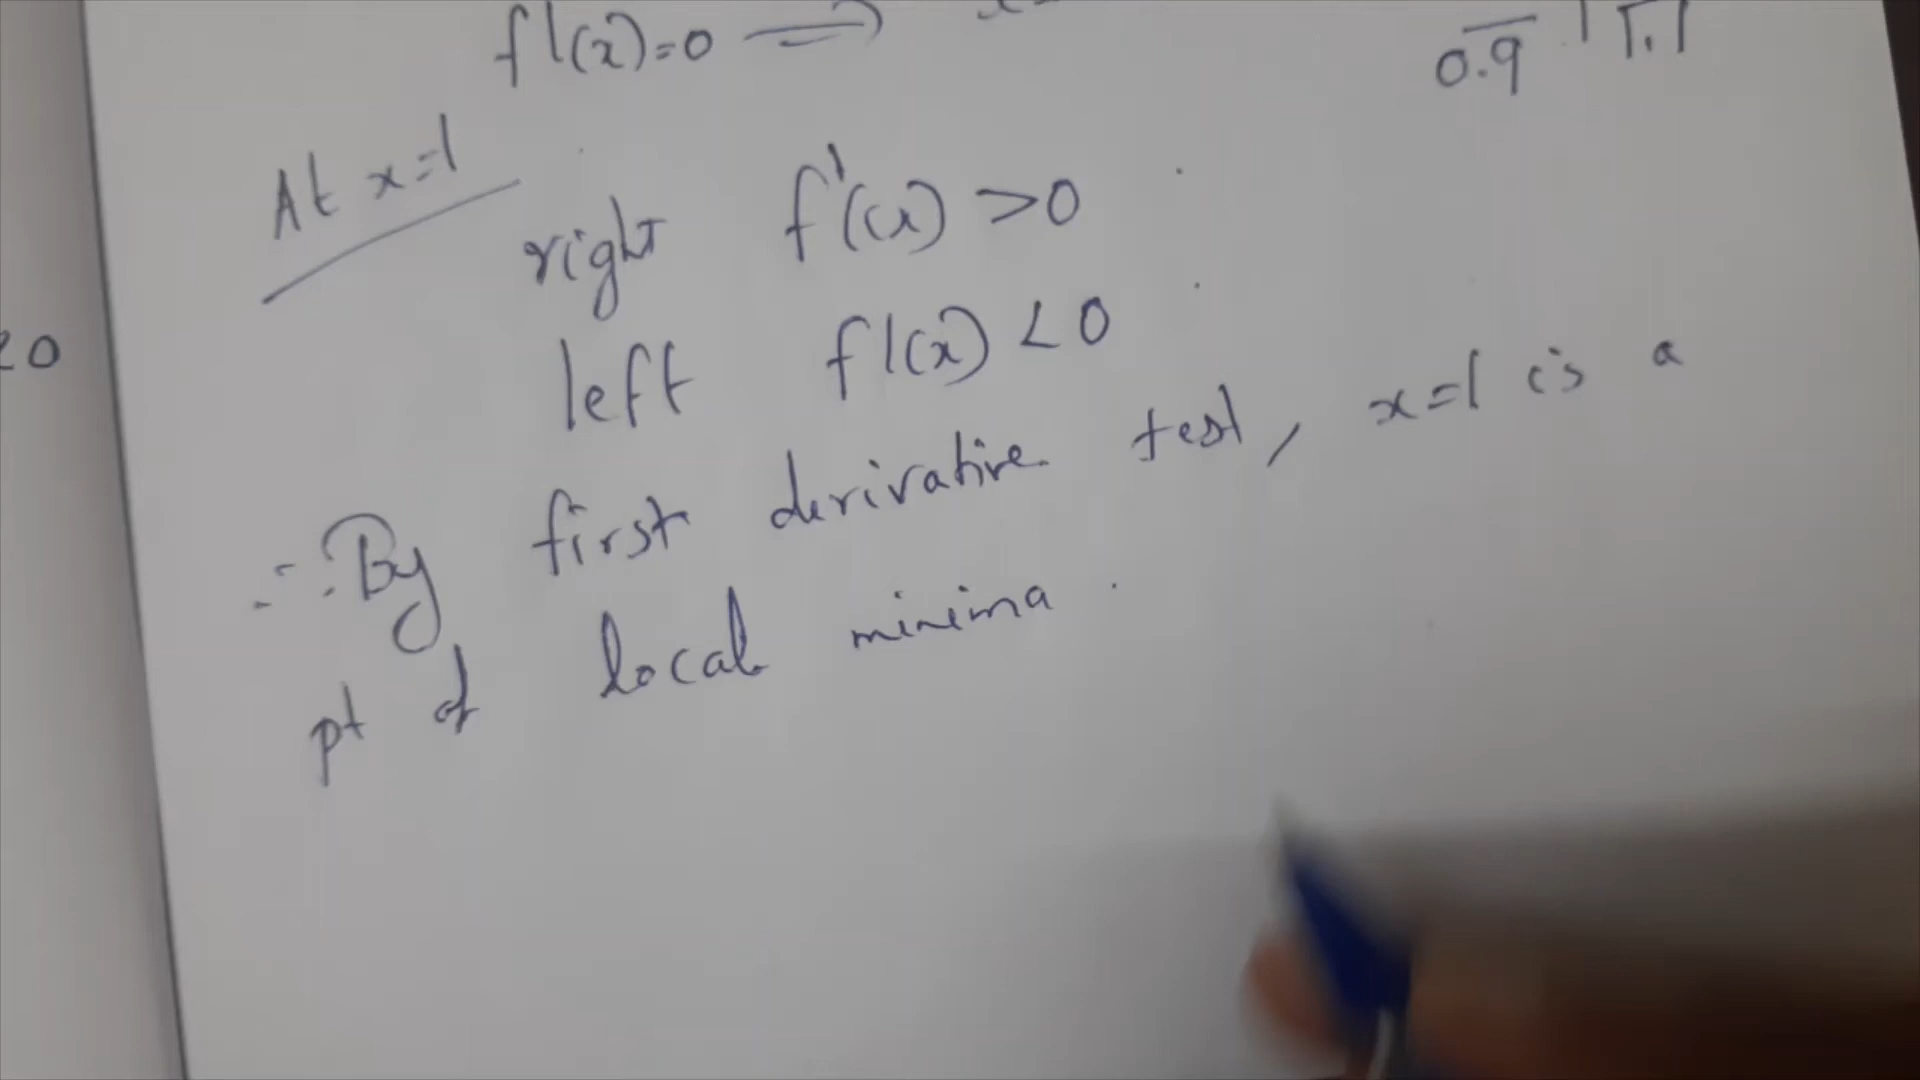 f'(x)=0 ⟹
0.9 | 1.1
At x=1
right f'(x) >0
left f'(x) <0
<0
∴ By first derivative test, x=1 is a
pt of local minima.